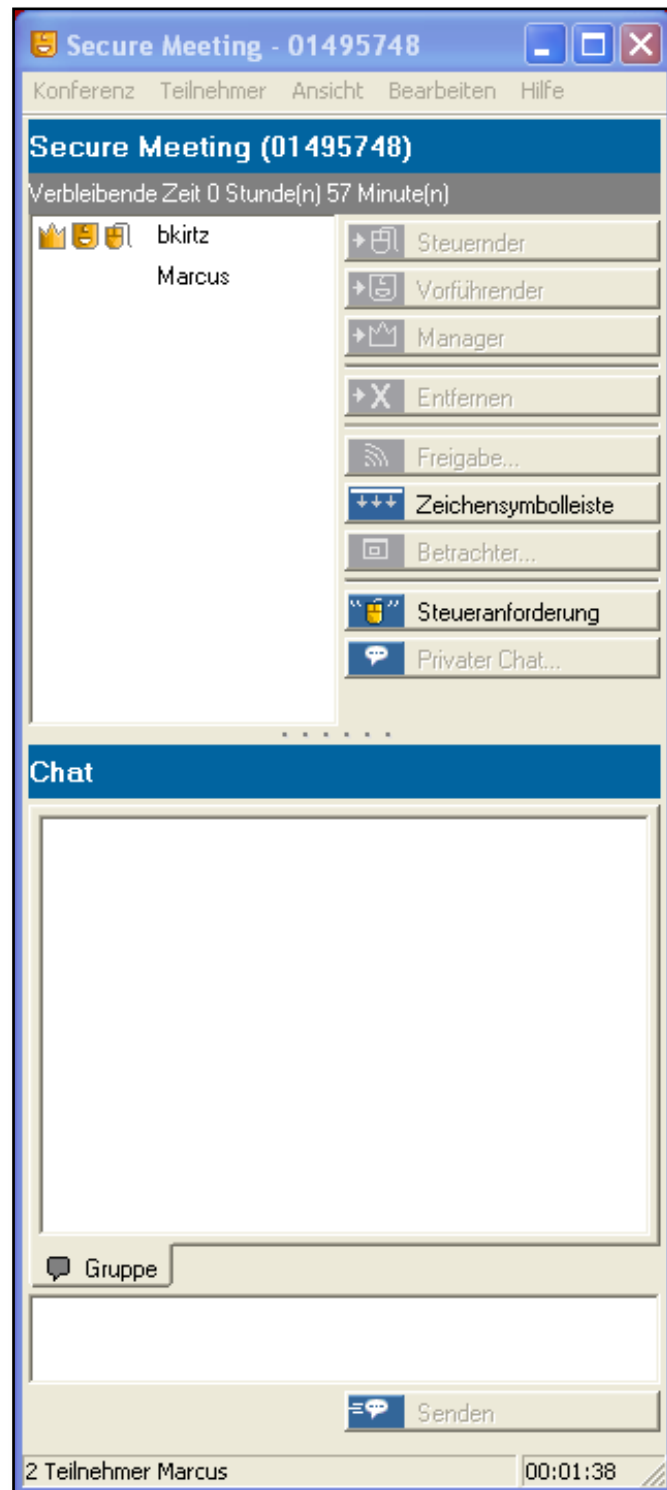 Secure Meeting - 01495748
Konferenz Teilnehmer Ansicht Bearbeiten Hilfe
Secure Meeting (01495748)
Verbleibende Zeit 0 Stunde(n) 57 Minute(n)
bkirtz
Marcus
Steuernder
Vorführender
Manager
Entfernen
Freigabe...
Zeichensymbolleiste
Betrachter...
Steueranforderung
Privater Chat...
Chat
Gruppe
Senden
2 Teilnehmer Marcus 00:01:38